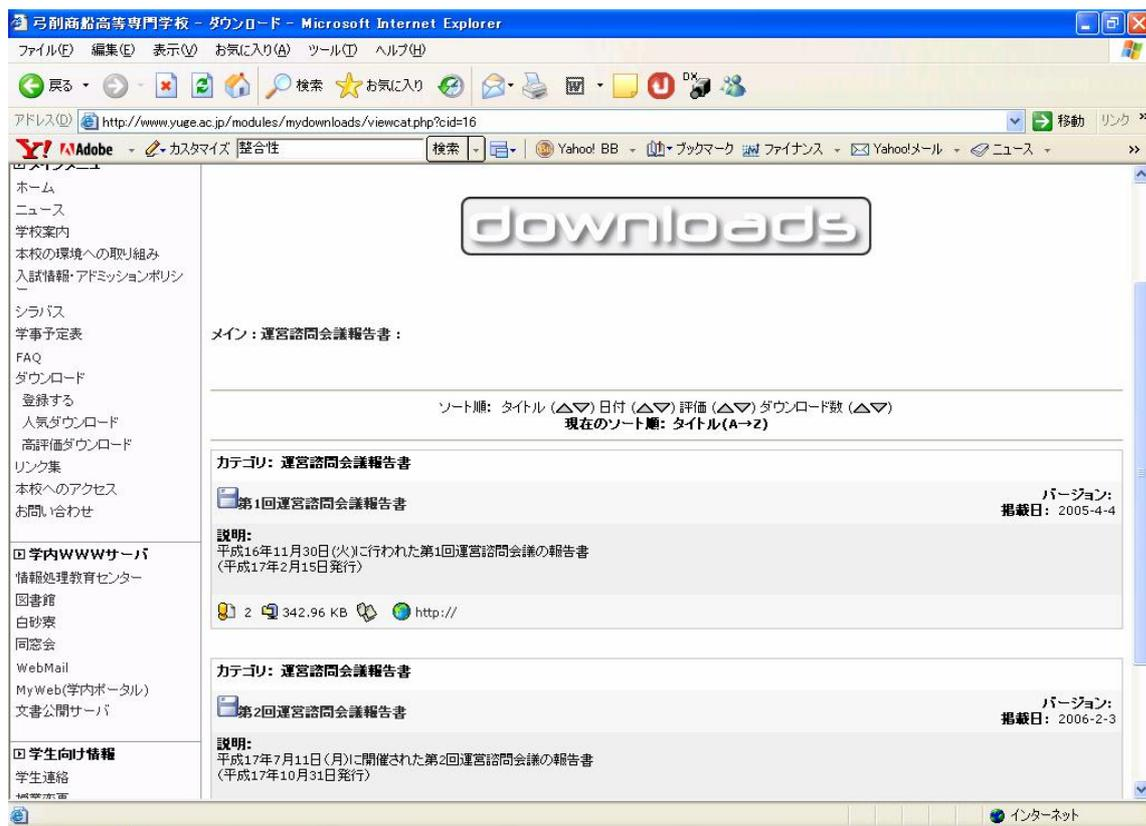 弓削商船高等専門学校 - ダウンロード - Microsoft Internet Explorer
ファイル(F) 編集(E) 表示(V) お気に入り(A) ツール(T) ヘルプ(H)
戻る 検索 お気に入り
アドレス(D) http://www.yuge.ac.jp/modules/mydownloads/viewcat.php?cid=16 移動 リンク
Y! Adobe カスタマイズ 整合性 検索 Yahoo! BB ブックマーク ファイナンス Yahoo!メール ニュース
メインメニュー
ホーム
ニュース
学校案内
本校の環境への取り組み
入試情報・アドミッションポリシ
ー
シラバス
学事予定表
FAQ
ダウンロード
登録する
人気ダウンロード
高評価ダウンロード
リンク集
本校へのアクセス
お問い合わせ
学内WWWサーバ
情報処理教育センター
図書館
白砂寮
同窓会
WebMail
MyWeb(学内ポータル)
文書公開サーバ
学生向け情報
学生連絡
授業変更
downloads
メイン : 運営諮問会議報告書 :
ソート順: タイトル (△▽) 日付 (△▽) 評価 (△▽) ダウンロード数 (△▽)
現在のソート順: タイトル(A→Z)
カテゴリ: 運営諮問会議報告書
第1回運営諮問会議報告書
バージョン:
掲載日: 2005-4-4
説明:
平成16年11月30日(火)に行われた第1回運営諮問会議の報告書
(平成17年2月15日発行)
2 342.96 KB http://
カテゴリ: 運営諮問会議報告書
第2回運営諮問会議報告書
バージョン:
掲載日: 2006-2-3
説明:
平成17年7月11日(月)に開催された第2回運営諮問会議の報告書
(平成17年10月31日発行)
インターネット